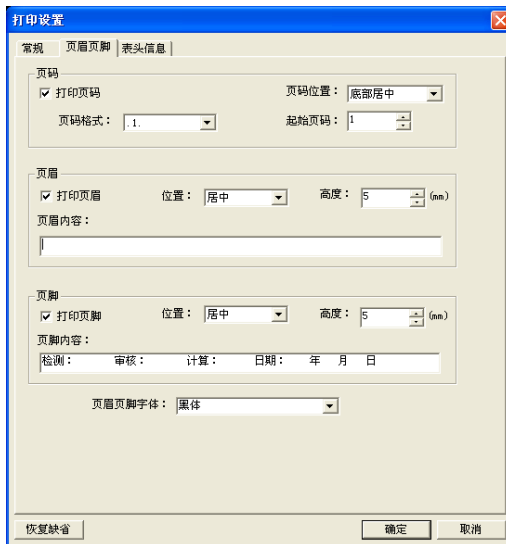 打印设置
常规 页眉页脚 表头信息
页码
打印页码 页码位置： 底部居中
页码格式： .1. 起始页码： 1
页眉
打印页眉 位置： 居中 高度： 5 (mm)
页眉内容：
页脚
打印页脚 位置： 居中 高度： 5 (mm)
页脚内容：
检测： 审核： 计算： 日期： 年 月 日
页眉页脚字体： 黑体
恢复缺省 确定 取消